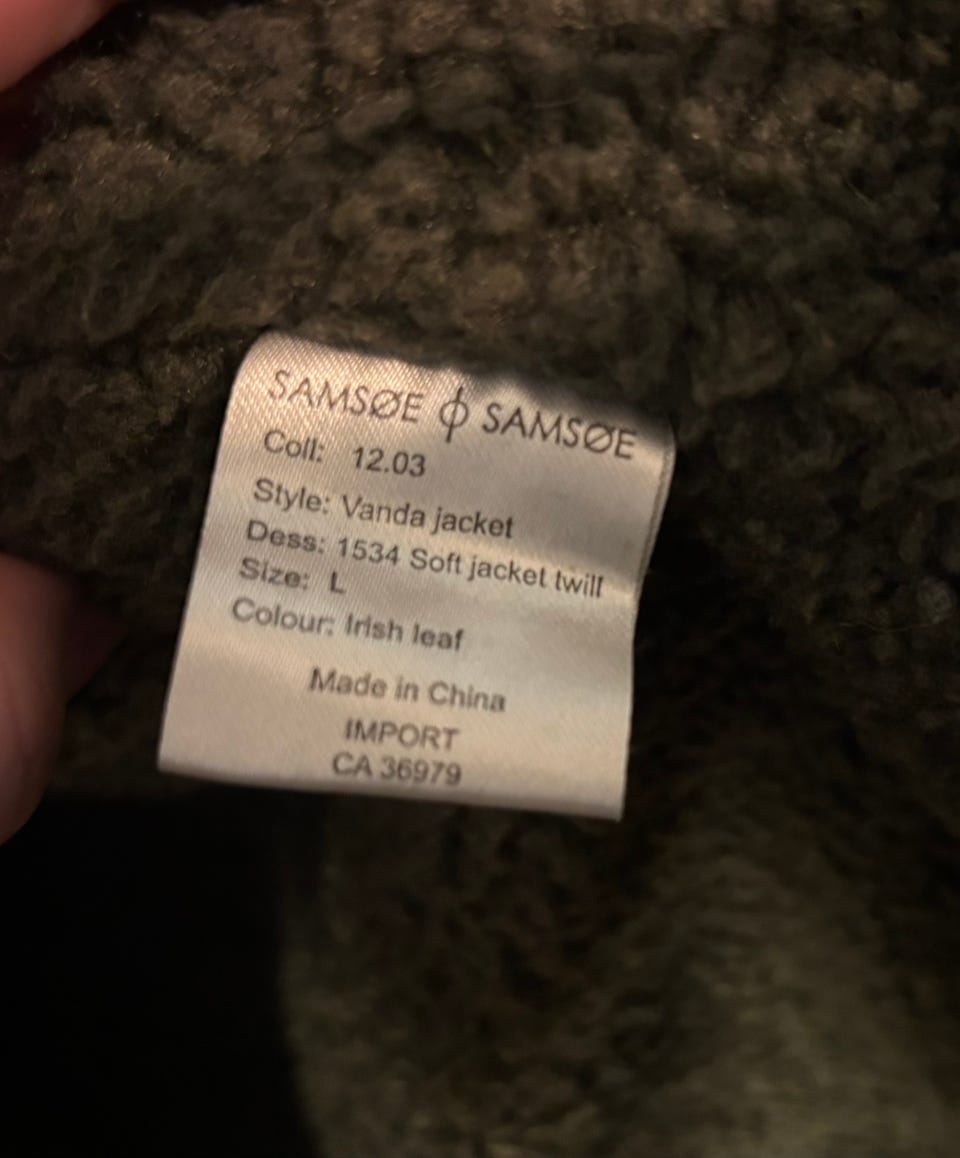 SAMSØE ϕ SAMSØE
Coll: 12.03
Style: Vanda jacket
Dess: 1534 Soft jacket twill
Size: L
Colour: Irish leaf
Made in China
IMPORT
CA 36979